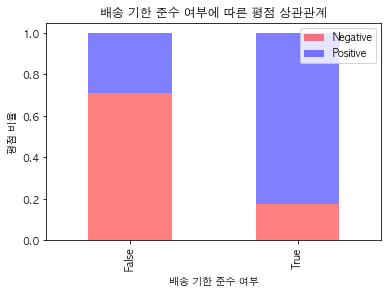 배송 기한 준수 여부에 따른 평점 상관관계
Negative
Positive
평점 비율
1.0
0.8
0.6
0.4
0.2
0.0
False
True
배송 기한 준수 여부